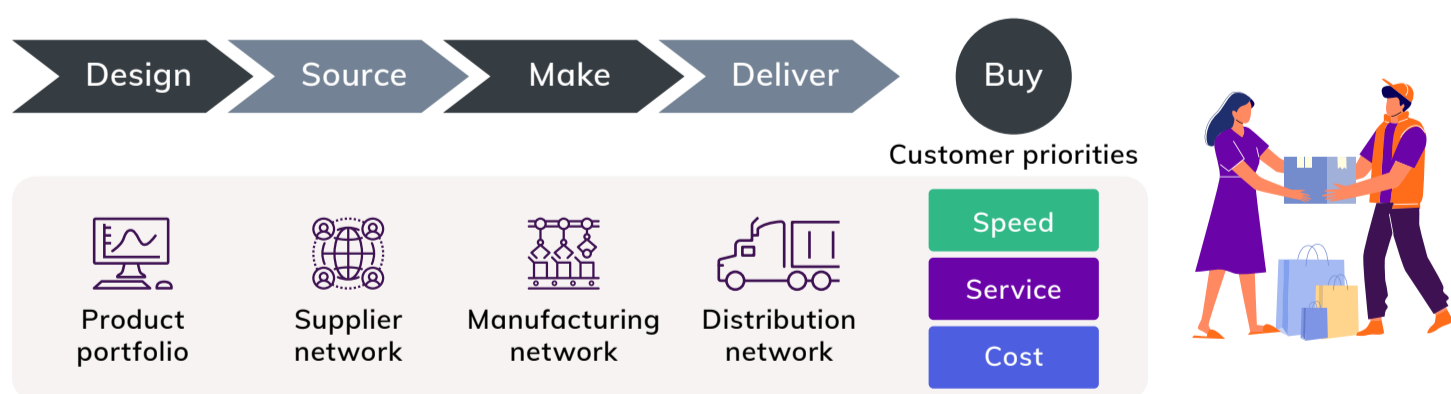 Design
Source
Make
Deliver
Buy
Customer priorities
Product
portfolio
Supplier
network
Manufacturing
network
Distribution
network
Speed
Service
Cost